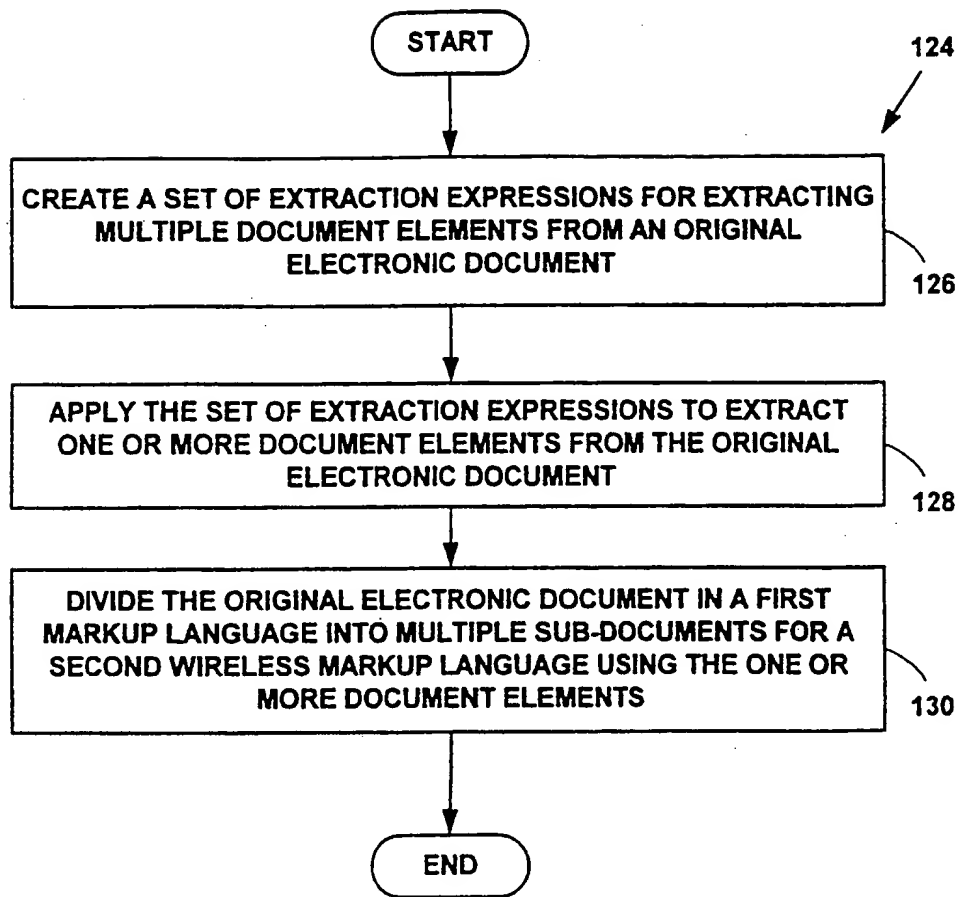 START
124
CREATE A SET OF EXTRACTION EXPRESSIONS FOR EXTRACTING
MULTIPLE DOCUMENT ELEMENTS FROM AN ORIGINAL
ELECTRONIC DOCUMENT
126
APPLY THE SET OF EXTRACTION EXPRESSIONS TO EXTRACT
ONE OR MORE DOCUMENT ELEMENTS FROM THE ORIGINAL
ELECTRONIC DOCUMENT
128
DIVIDE THE ORIGINAL ELECTRONIC DOCUMENT IN A FIRST
MARKUP LANGUAGE INTO MULTIPLE SUB-DOCUMENTS FOR A
SECOND WIRELESS MARKUP LANGUAGE USING THE ONE OR
MORE DOCUMENT ELEMENTS
130
END